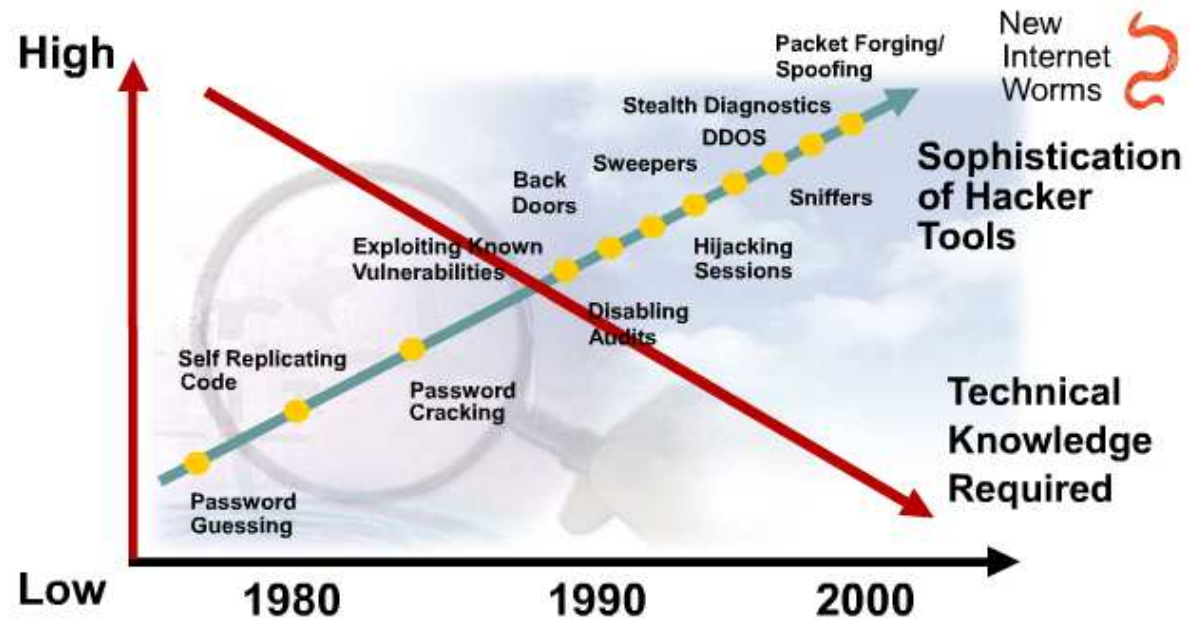 High
New
Internet
Worms
Packet Forging/
Spoofing
Stealth Diagnostics
DDOS
Sweepers
Sophistication
of Hacker
Tools
Back
Doors
Sniffers
Exploiting Known
Vulnerabilities
Hijacking
Sessions
Disabling
Audits
Self Replicating
Code
Password
Cracking
Technical
Knowledge
Required
Password
Guessing
Low
1980
1990
2000